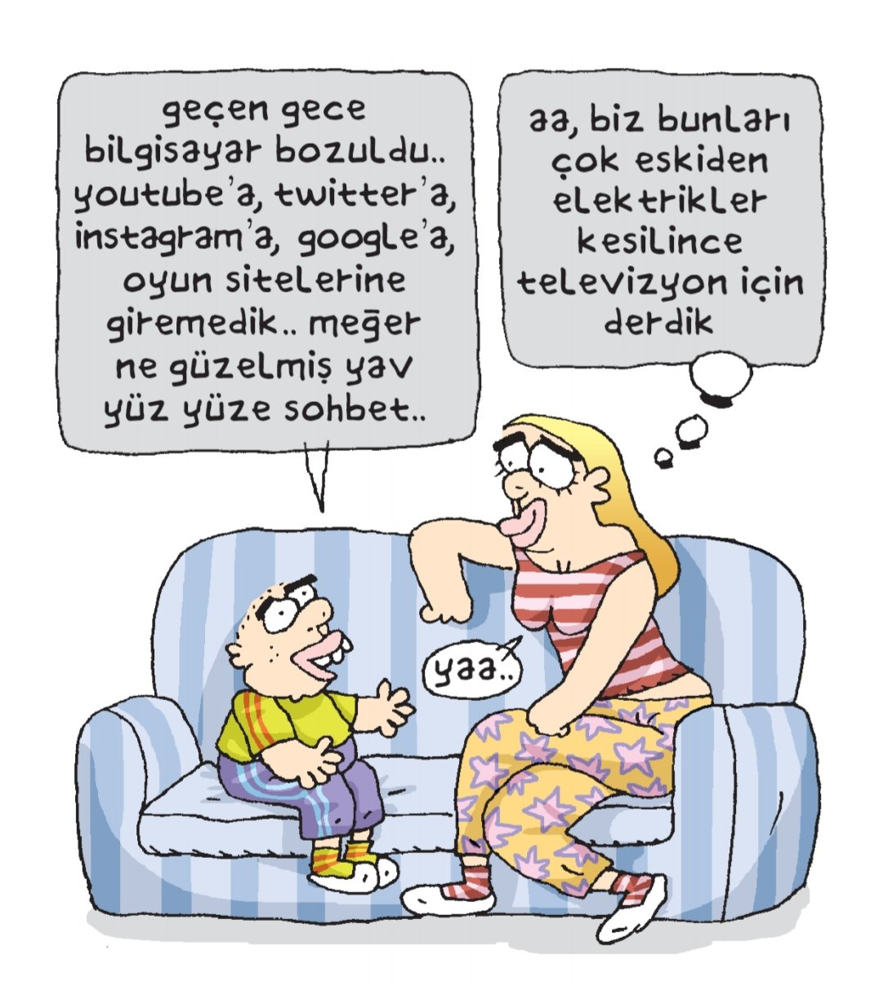 geçen gece
bilgisayar bozuldu..
youtube'a, twitter'a,
instagram'a, google'a,
oyun sitelerine
giremedik.. meğer
ne güzelmiş yav
yüz yüze sohbet..
aa, biz bunları
çok eskiden
elektrikler
kesilince
televizyon için
derdik
yaa..